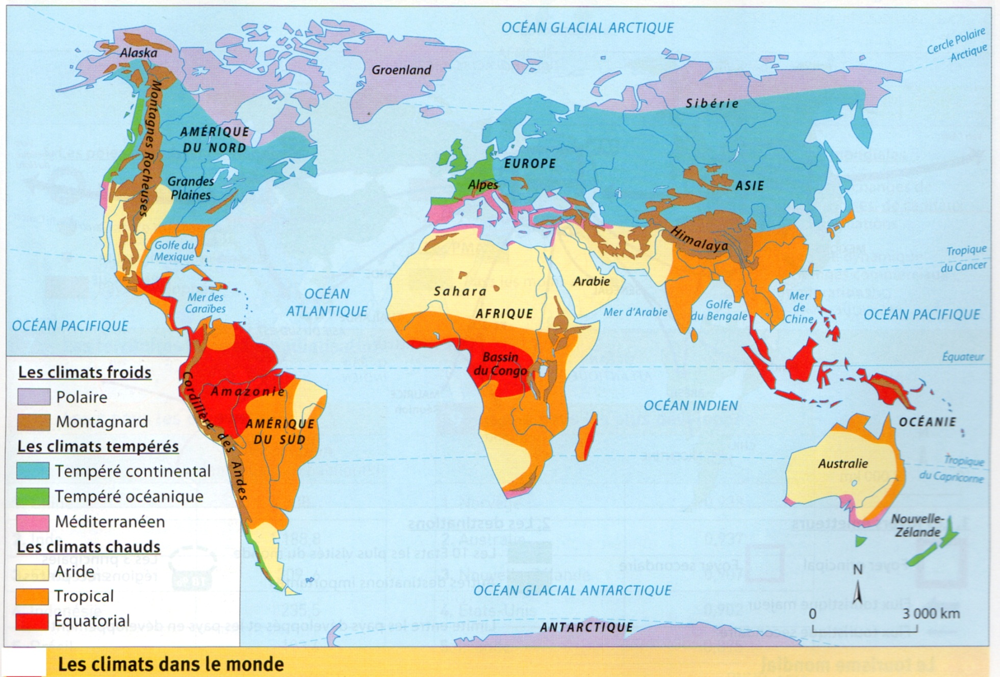 OCÉAN GLACIAL ARCTIQUE
Cercle Polaire
Arctique
Alaska
Groenland
Sibérie
Montagnes Rocheuses
AMÉRIQUE
DU NORD
EUROPE
Grandes
Plaines
Alpes
ASIE
Himalaya
Golfe du
Mexique
Tropique
du Cancer
Arabie
Sahara
OCÉAN
ATLANTIQUE
Mer des
Caraïbes
AFRIQUE
Mer d'Arabie
Golfe
du Bengale
Mer
de
Chine
OCÉAN PACIFIQUE
OCÉAN PACIFIQUE
Équateur
Bassin
du Congo
Amazonie
Cordillère des Andes
OCÉAN INDIEN
AMÉRIQUE
DU SUD
OCÉANIE
Australie
Tropique
du Capricorne
Nouvelle-
Zélande
N
0 3 000 km
OCÉAN GLACIAL ANTARCTIQUE
ANTARCTIQUE
Les climats froids
Polaire
Montagnard
Les climats tempérés
Tempéré continental
Tempéré océanique
Méditerranéen
Les climats chauds
Aride
Tropical
Équatorial
Les climats dans le monde